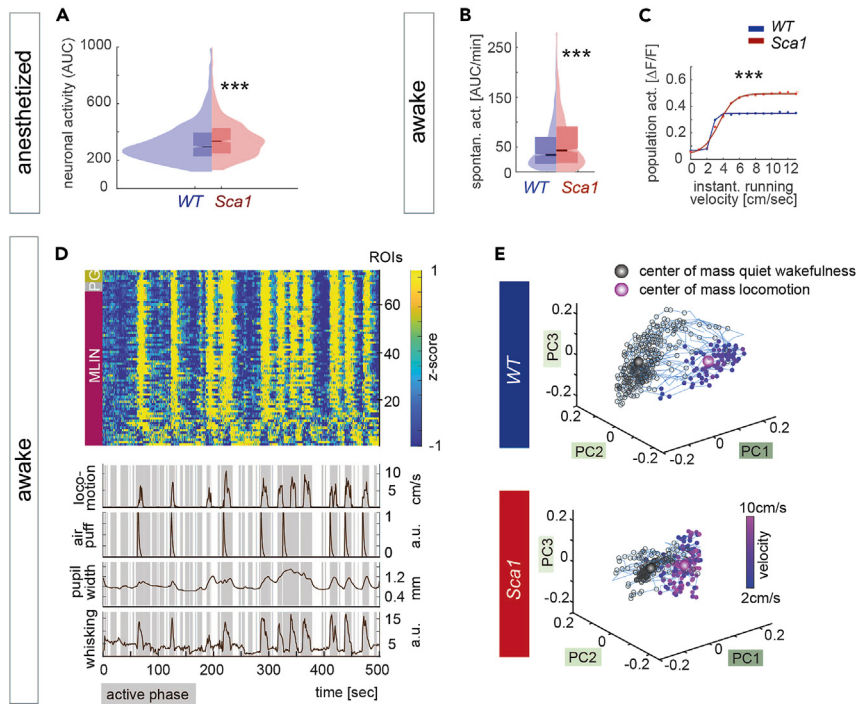 A
anesthetized
neuronal activity (AUC)
1000
800
600
400
200
0
***
WT Sca1
awake
B
spontan. act. [AUC/min]
250
200
150
100
50
0
***
WT Sca1
C
WT
Sca1
population act. [ΔF/F]
0.6
0.4
0.2
0
***
0 2 4 6 8 10 12
instant. running
velocity [cm/sec]
awake
D
ROIs
PG
MLIN
60
40
20
1
z-score
-1
loco-
motion
10
5
cm/s
air
puff
1
0
a.u.
pupil
width
1.2
0.4
mm
whisking
15
5
a.u.
0 100 200 300 400 500
active phase
time [sec]
E
center of mass quiet wakefulness
center of mass locomotion
WT
0.2
PC3
0
-0.2
0.2
0
-0.2
PC2
0.2
0
-0.2
PC1
Sca1
0.2
PC3
0
-0.2
0.2
0
-0.2
PC2
0.2
0
-0.2
PC1
10cm/s
velocity
2cm/s